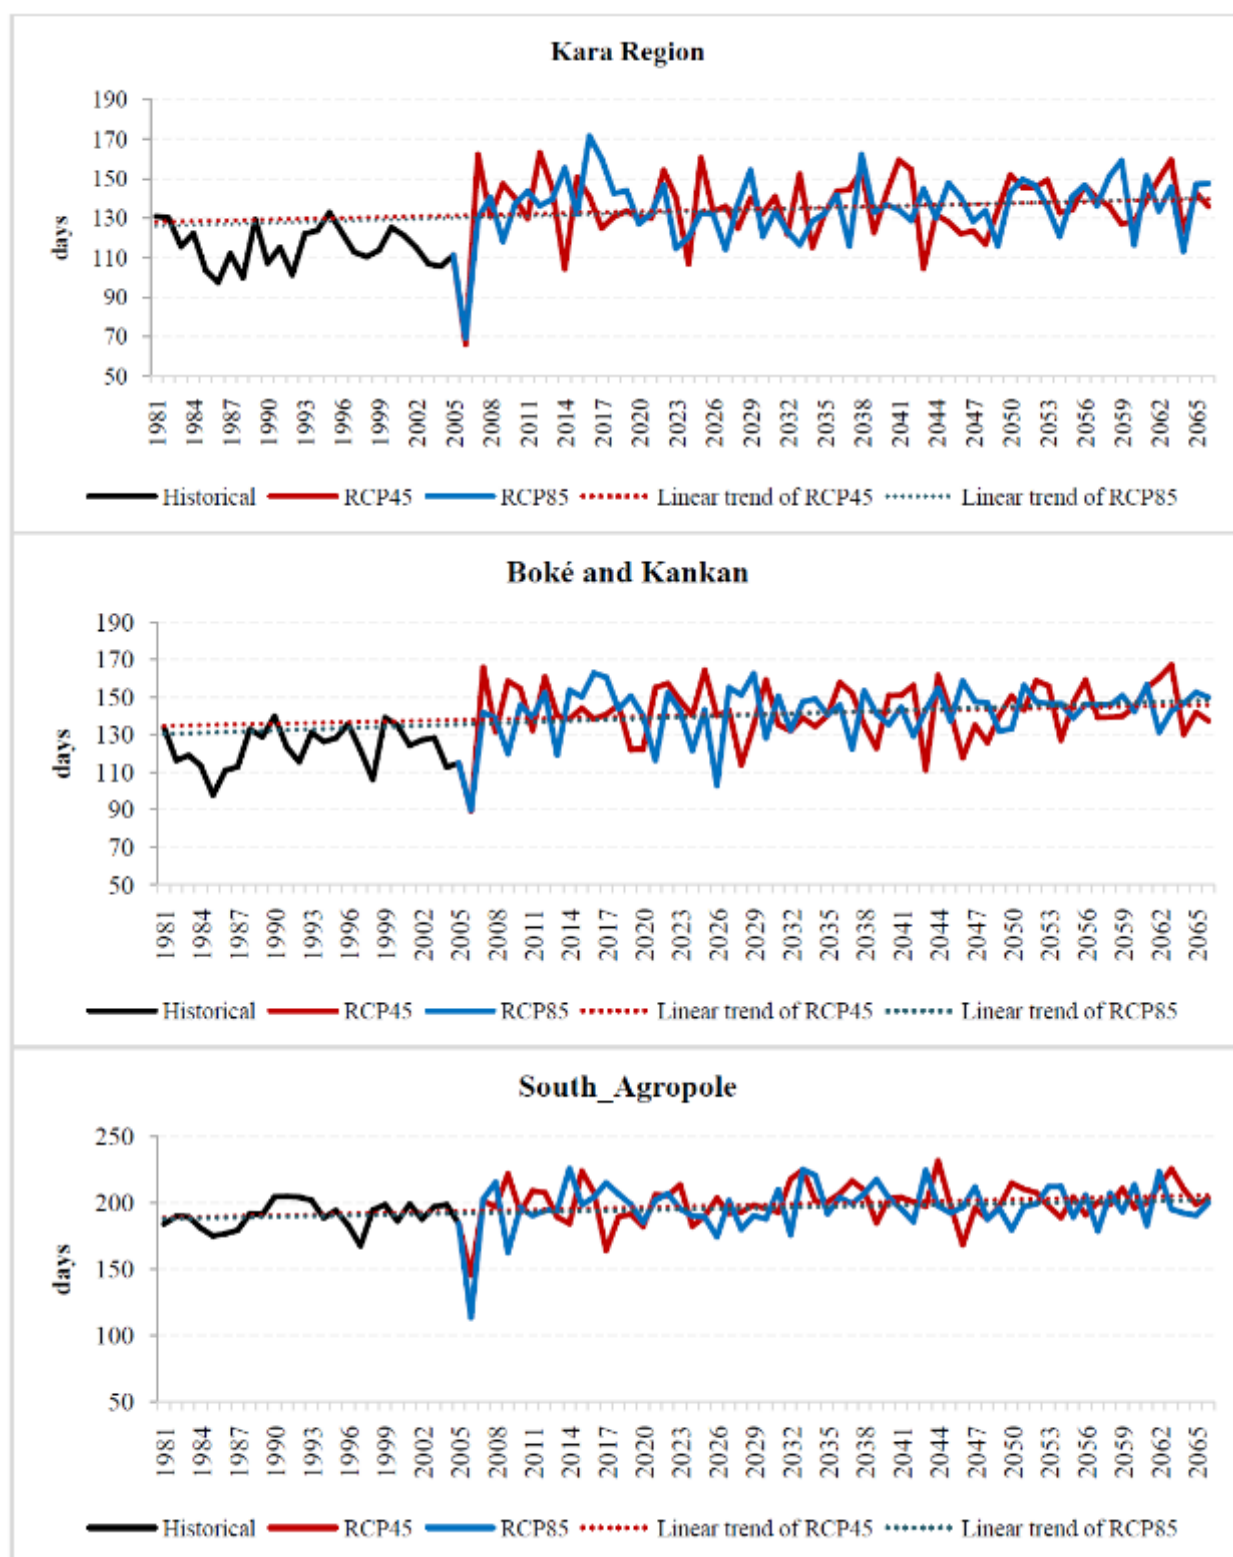 Kara Region
190
170
150
130
110
90
70
50
days
1981 1984 1987 1990 1993 1996 1999 2002 2005 2008 2011 2014 2017 2020 2023 2026 2029 2032 2035 2038 2041 2044 2047 2050 2053 2056 2059 2062 2065
Historical RCP45 RCP85 Linear trend of RCP45 Linear trend of RCP85
Boké and Kankan
190
170
150
130
110
90
70
50
days
1981 1984 1987 1990 1993 1996 1999 2002 2005 2008 2011 2014 2017 2020 2023 2026 2029 2032 2035 2038 2041 2044 2047 2050 2053 2056 2059 2062 2065
Historical RCP45 RCP85 Linear trend of RCP45 Linear trend of RCP85
South_Agropole
250
200
150
100
50
days
1981 1984 1987 1990 1993 1996 1999 2002 2005 2008 2011 2014 2017 2020 2023 2026 2029 2032 2035 2038 2041 2044 2047 2050 2053 2056 2059 2062 2065
Historical RCP45 RCP85 Linear trend of RCP45 Linear trend of RCP85